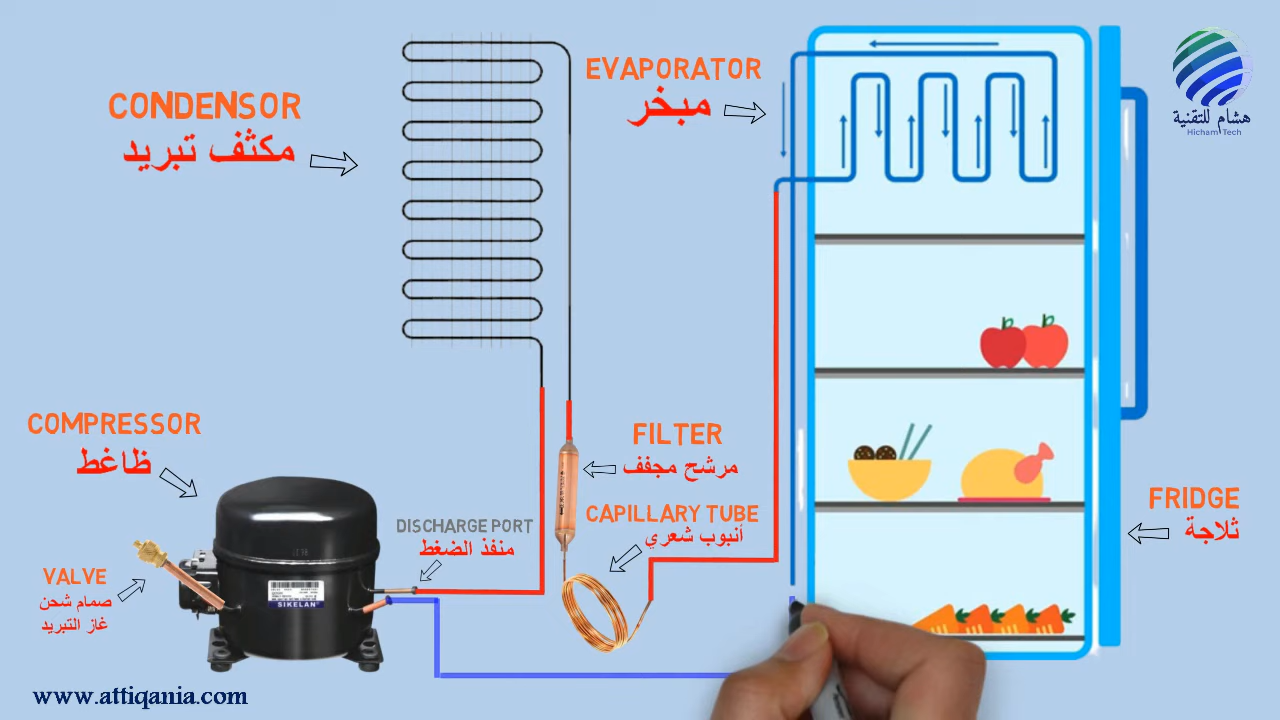 هشام للتقنية
Hicham Tech
CONDENSOR
مكثف تبريد
EVAPORATOR
مبخر
COMPRESSOR
ظاغط
FILTER
مرشح مجفف
CAPILLARY TUBE
أنبوب شعري
DISCHARGE PORT
منفذ الضغط
FRIDGE
ثلاجة
VALVE
صمام شحن
غاز التبريد
SIKELAN
www.attiqania.com